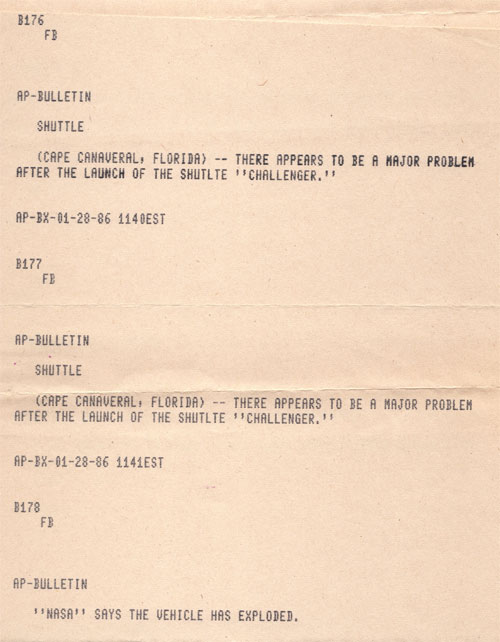 B176
FB
AP-BULLETIN
SHUTTLE
(CAPE CANAVERAL, FLORIDA) -- THERE APPEARS TO BE A MAJOR PROBLEM
AFTER THE LAUNCH OF THE SHUTLTE ''CHALLENGER.''
AP-BX-01-28-86 1140EST
B177
FB
AP-BULLETIN
SHUTTLE
(CAPE CANAVERAL, FLORIDA) -- THERE APPEARS TO BE A MAJOR PROBLEM
AFTER THE LAUNCH OF THE SHUTLTE ''CHALLENGER.''
AP-BX-01-28-86 1141EST
B178
FB
AP-BULLETIN
''NASA'' SAYS THE VEHICLE HAS EXPLODED.